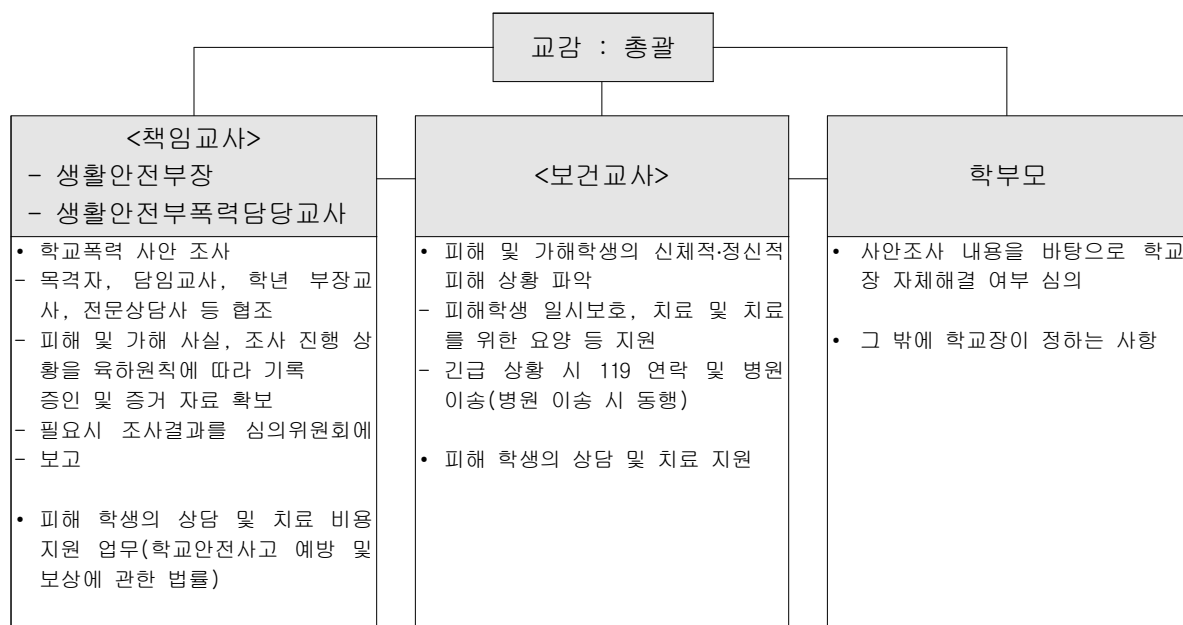 교감 : 총괄
<책임교사>
- 생활안전부장
- 생활안전부폭력담당교사
• 학교폭력 사안 조사
- 목격자, 담임교사, 학년 부장교
사, 전문상담사 등 협조
- 피해 및 가해 사실, 조사 진행 상
황을 육하원칙에 따라 기록
증인 및 증거 자료 확보
- 필요시 조사결과를 심의위원회에
- 보고
• 피해 학생의 상담 및 치료 비용
지원 업무(학교안전사고 예방 및
보상에 관한 법률)
<보건교사>
• 피해 및 가해학생의 신체적·정신적
피해 상황 파악
- 피해학생 일시보호, 치료 및 치료
를 위한 요양 등 지원
- 긴급 상황 시 119 연락 및 병원
이송(병원 이송 시 동행)
• 피해 학생의 상담 및 치료 지원
학부모
• 사안조사 내용을 바탕으로 학교
장 자체해결 여부 심의
• 그 밖에 학교장이 정하는 사항